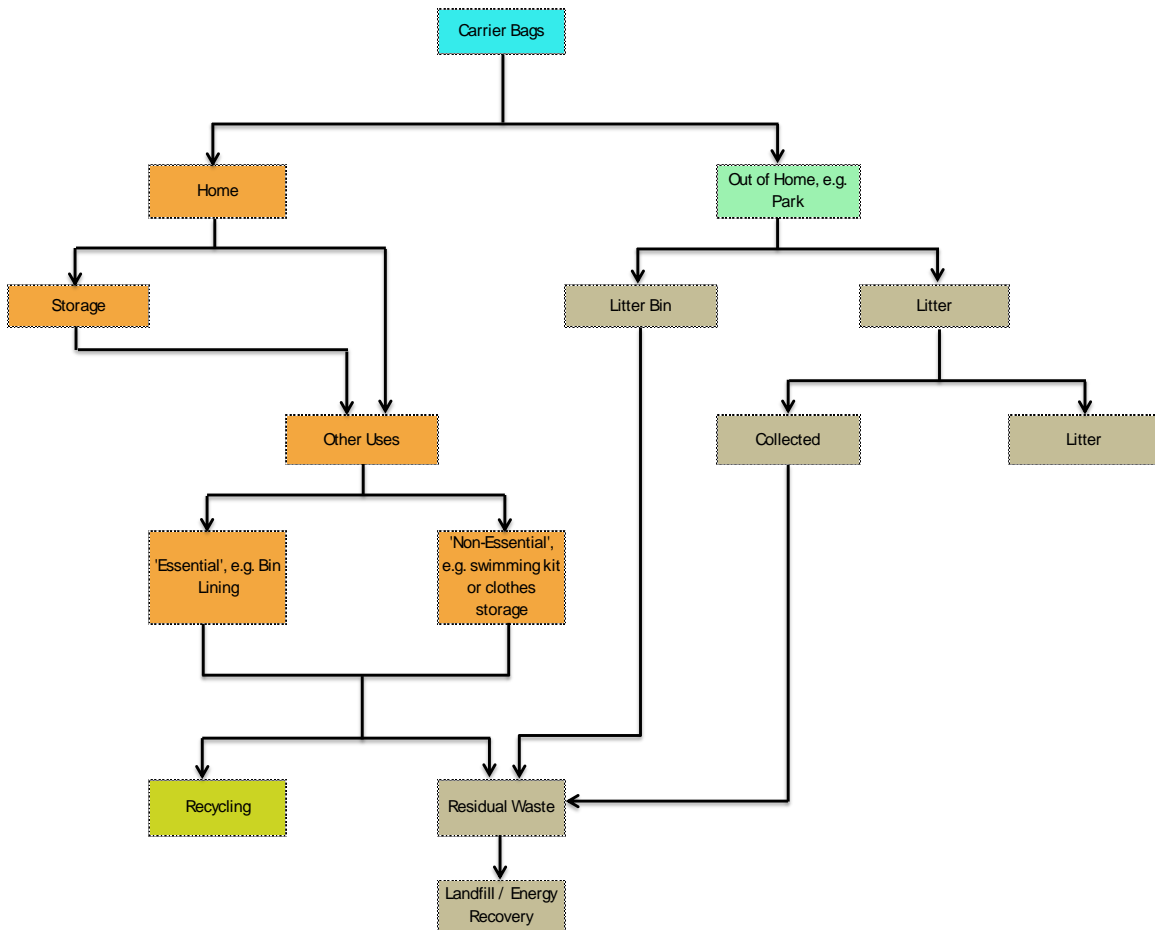 Carrier Bags
Home
Out of Home, e.g.
Park
Storage
Litter Bin
Litter
Other Uses
Collected
Litter
'Essential', e.g. Bin
Lining
'Non-Essential',
e.g. swimming kit
or clothes
storage
Recycling
Residual Waste
Landfill / Energy
Recovery